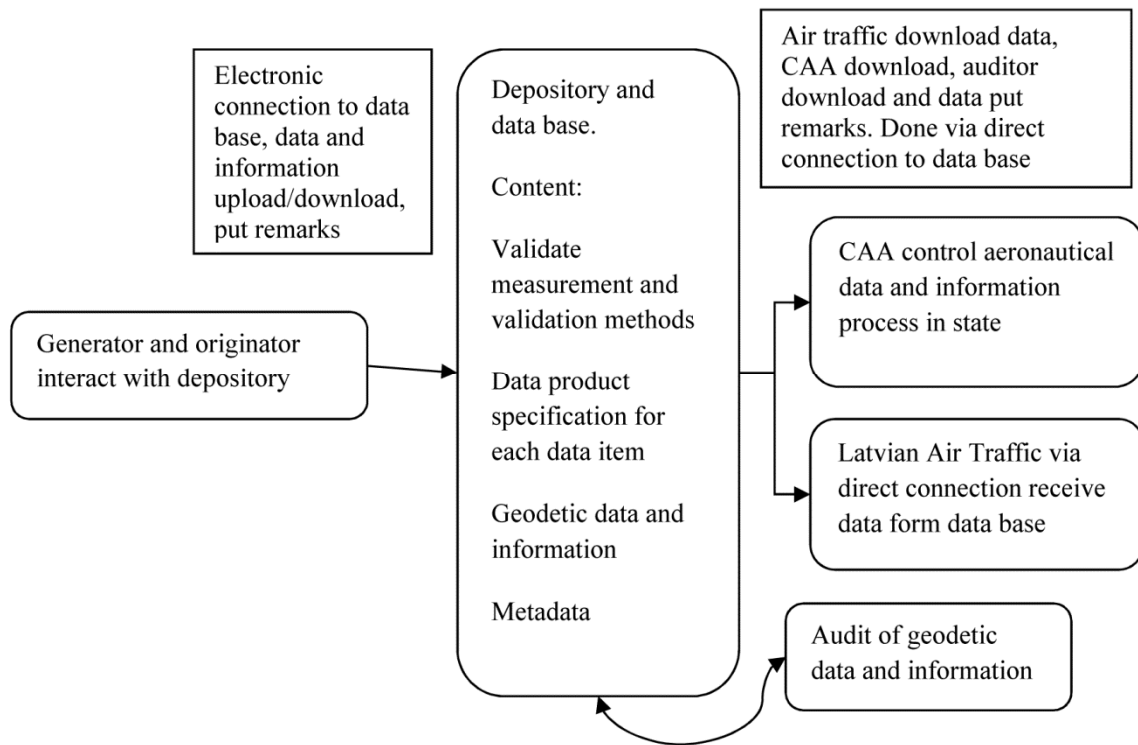 Electronic
connection to data
base, data and
information
upload/download,
put remarks
Generator and originator
interact with depository
Depository and
data base.
Content:
Validate
measurement and
validation methods
Data product
specification for
each data item
Geodetic data and
information
Metadata
Air traffic download data,
CAA download, auditor
download and data put
remarks. Done via direct
connection to data base
CAA control aeronautical
data and information
process in state
Latvian Air Traffic via
direct connection receive
data form data base
Audit of geodetic
data and information